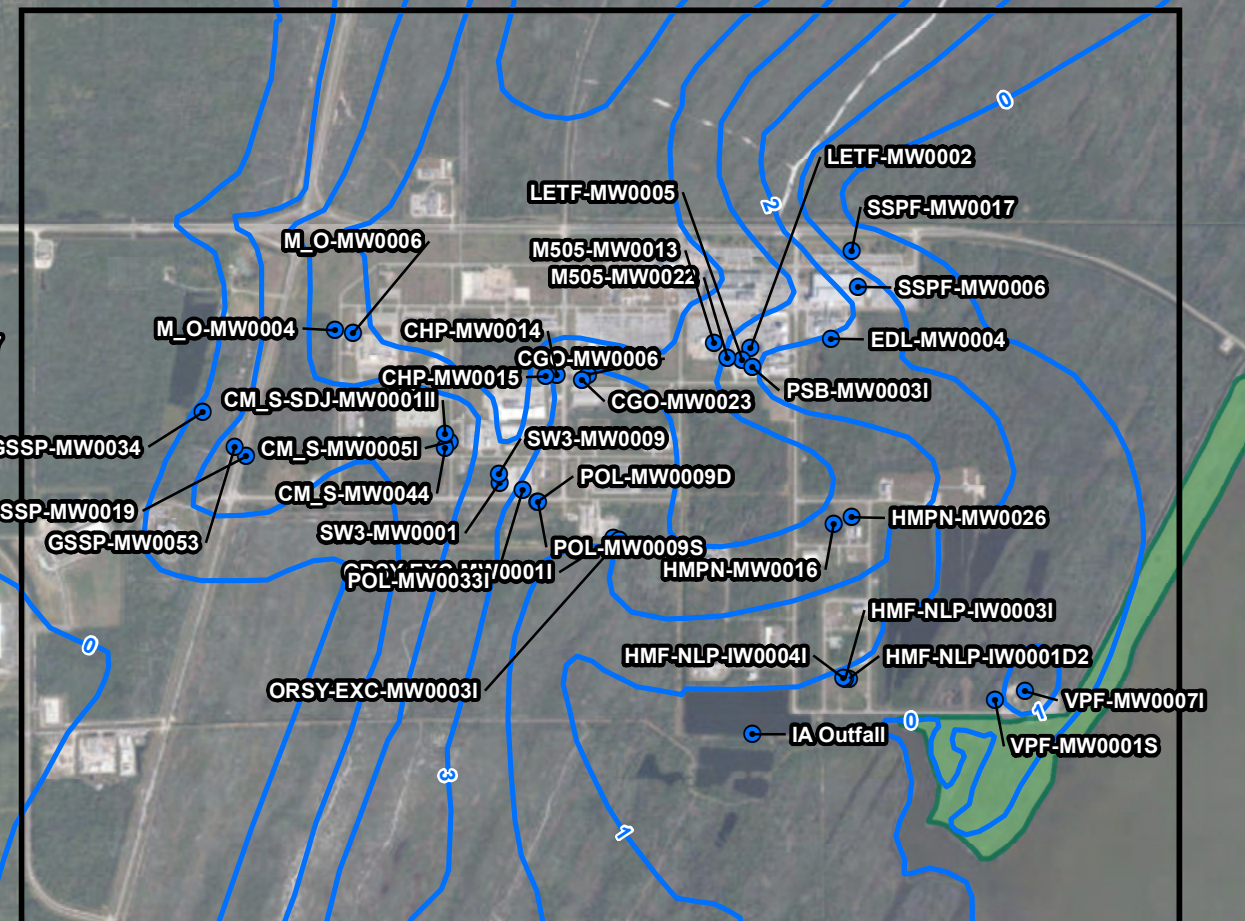 0
LETF-MW0002
LETF-MW0005
2
SSPF-MW0017
M_O-MW0006
M505-MW0013
M505-MW0022
SSPF-MW0006
M_O-MW0004
CHP-MW0014
EDL-MW0004
CGO-MW0006
CHP-MW0015
PSB-MW0003I
CM_S-SDJ-MW0001II
CGO-MW0023
GSSP-MW0034
CM_S-MW0005I
SW3-MW0009
POL-MW0009D
CM_S-MW0044
SSP-MW0019
HMPN-MW0026
SW3-MW0001
GSSP-MW0053
POL-MW0009S
ORSY-EXC-MW0001I
HMPN-MW0016
POL-MW0033I
HMF-NLP-IW0003I
0
HMF-NLP-IW0004I
HMF-NLP-IW0001D2
ORSY-EXC-MW0003I
VPF-MW0007I
1
0
IA Outfall
VPF-MW0001S
3
1